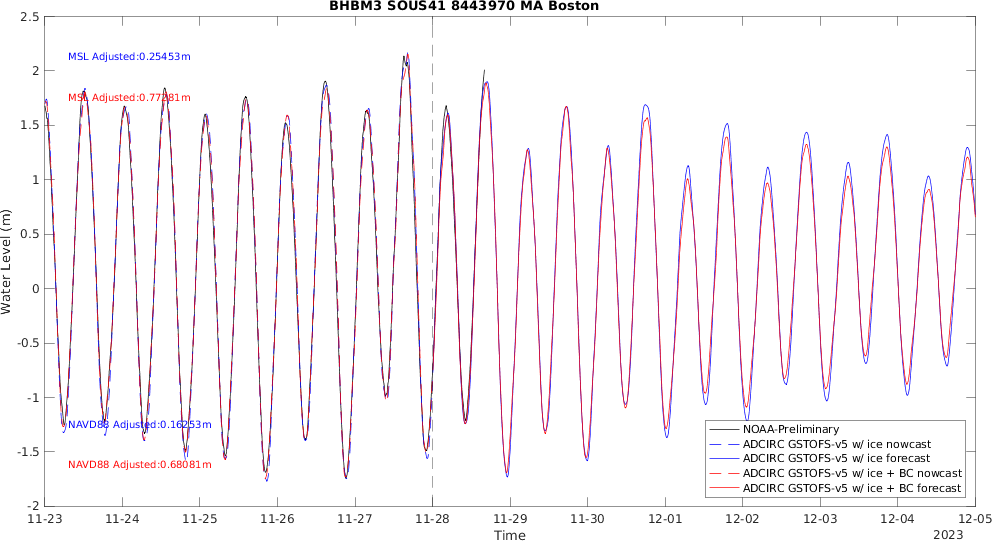 BHBM3 SOUS41 8443970 MA Boston
MSL Adjusted:0.25453m
MSL Adjusted:0.77281m
NAVD88 Adjusted:0.16253m
NAVD88 Adjusted:0.68081m
Water Level (m)
2.5
2
1.5
1
0.5
0
-0.5
-1
-1.5
-2
NOAA-Preliminary
ADCIRC GSTOFS-v5 w/ ice nowcast
ADCIRC GSTOFS-v5 w/ ice forecast
ADCIRC GSTOFS-v5 w/ ice + BC nowcast
ADCIRC GSTOFS-v5 w/ ice + BC forecast
11-23 11-24 11-25 11-26 11-27 11-28 11-29 11-30 12-01 12-02 12-03 12-04 12-05
Time
2023